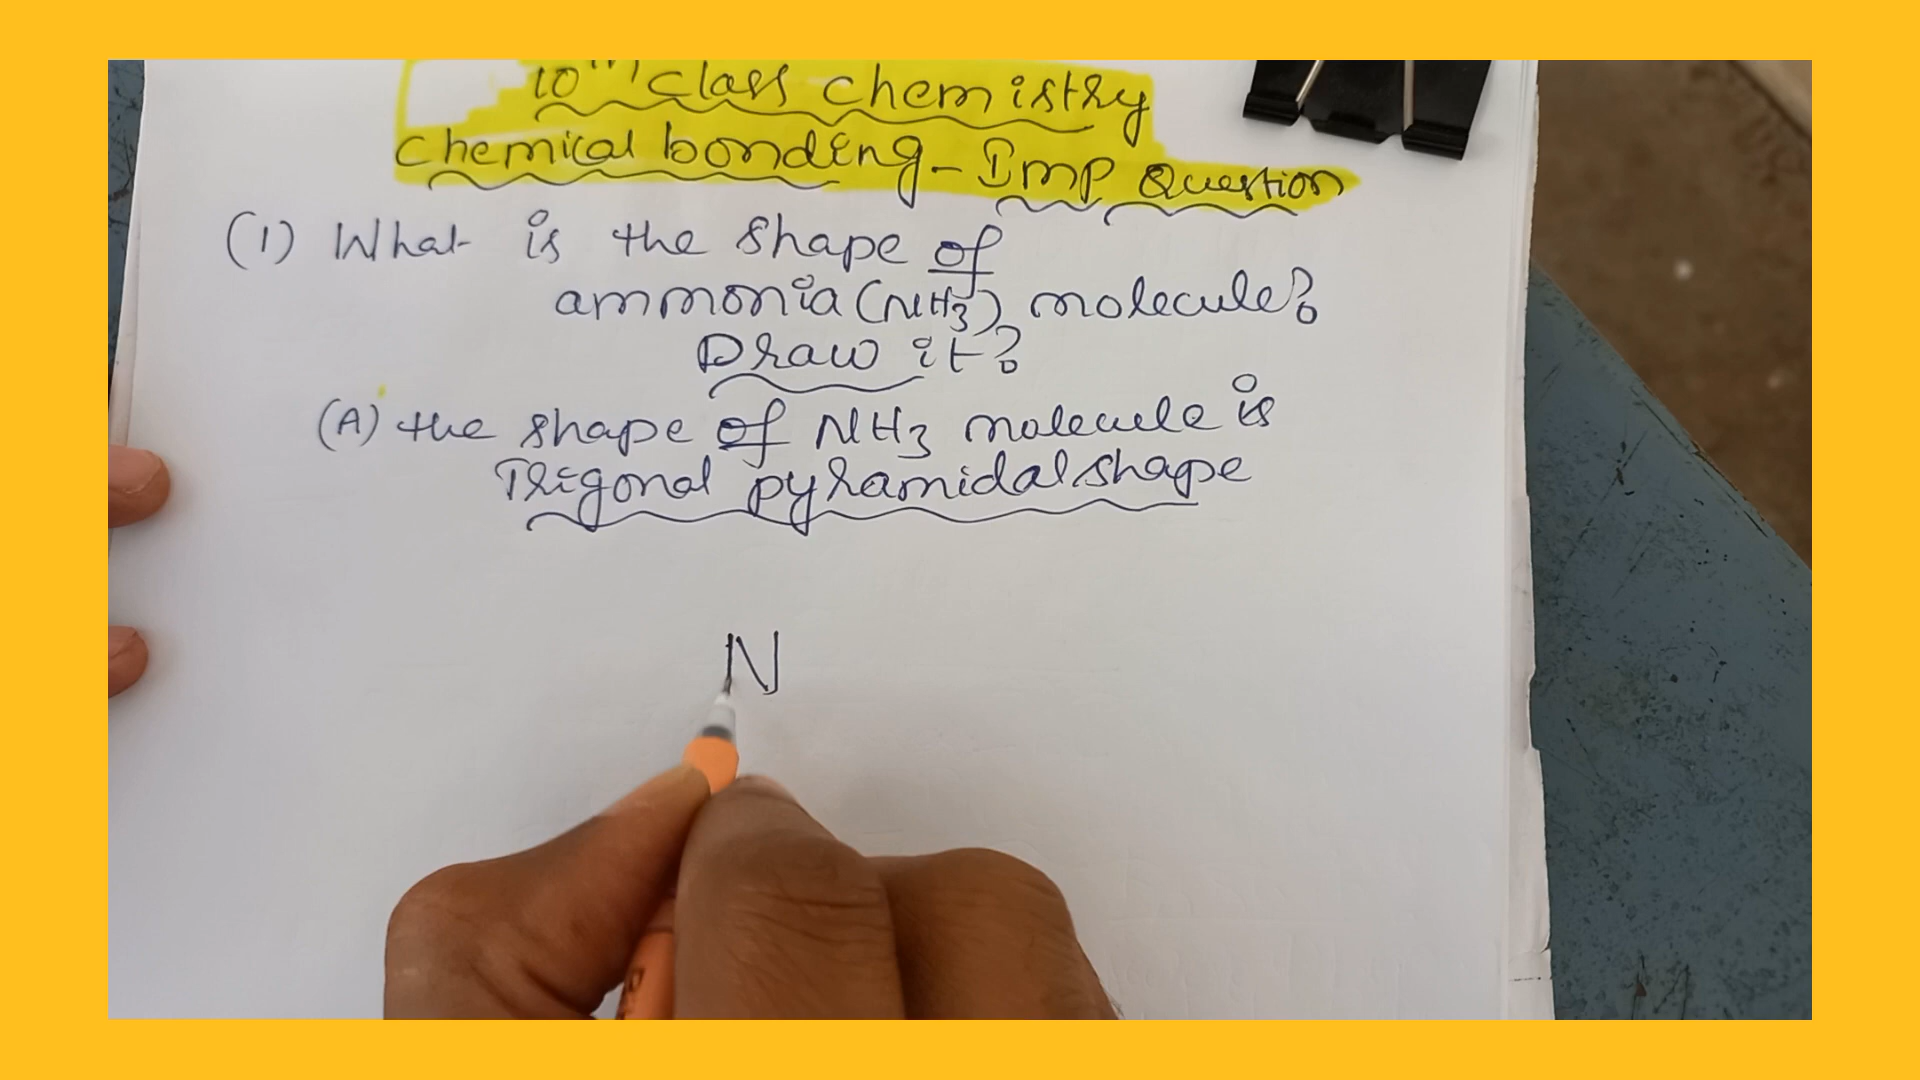 10th class chemistry
chemical bonding - Imp Question
(1) What is the shape of
ammonia (NH3) molecule?
Draw it?
(A) the shape of NH3 molecule is
Trigonal pyramidal shape
N